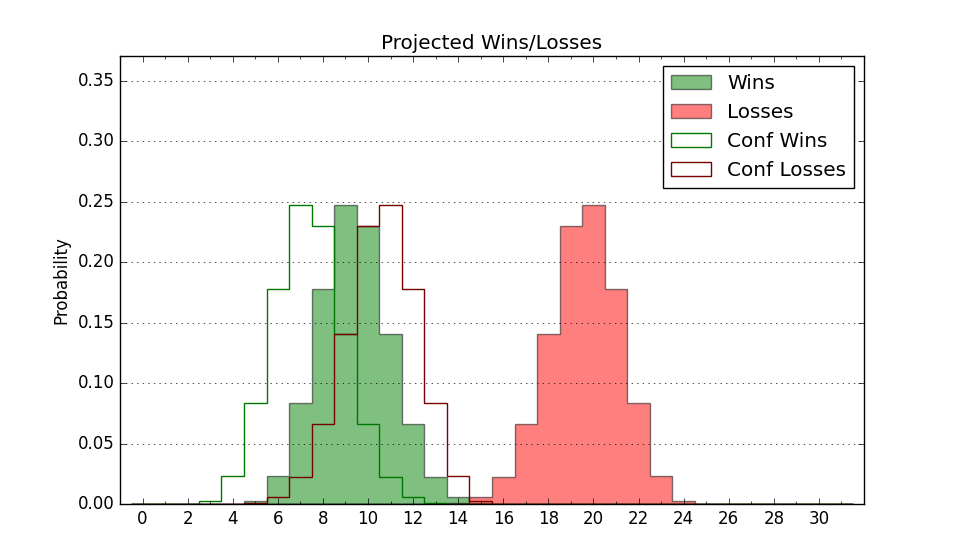 Projected Wins/Losses
Probability
0.35
0.30
0.25
0.20
0.15
0.10
0.05
0.00
Wins
Losses
Conf Wins
Conf Losses
0 2 4 6 8 10 12 14 16 18 20 22 24 26 28 30